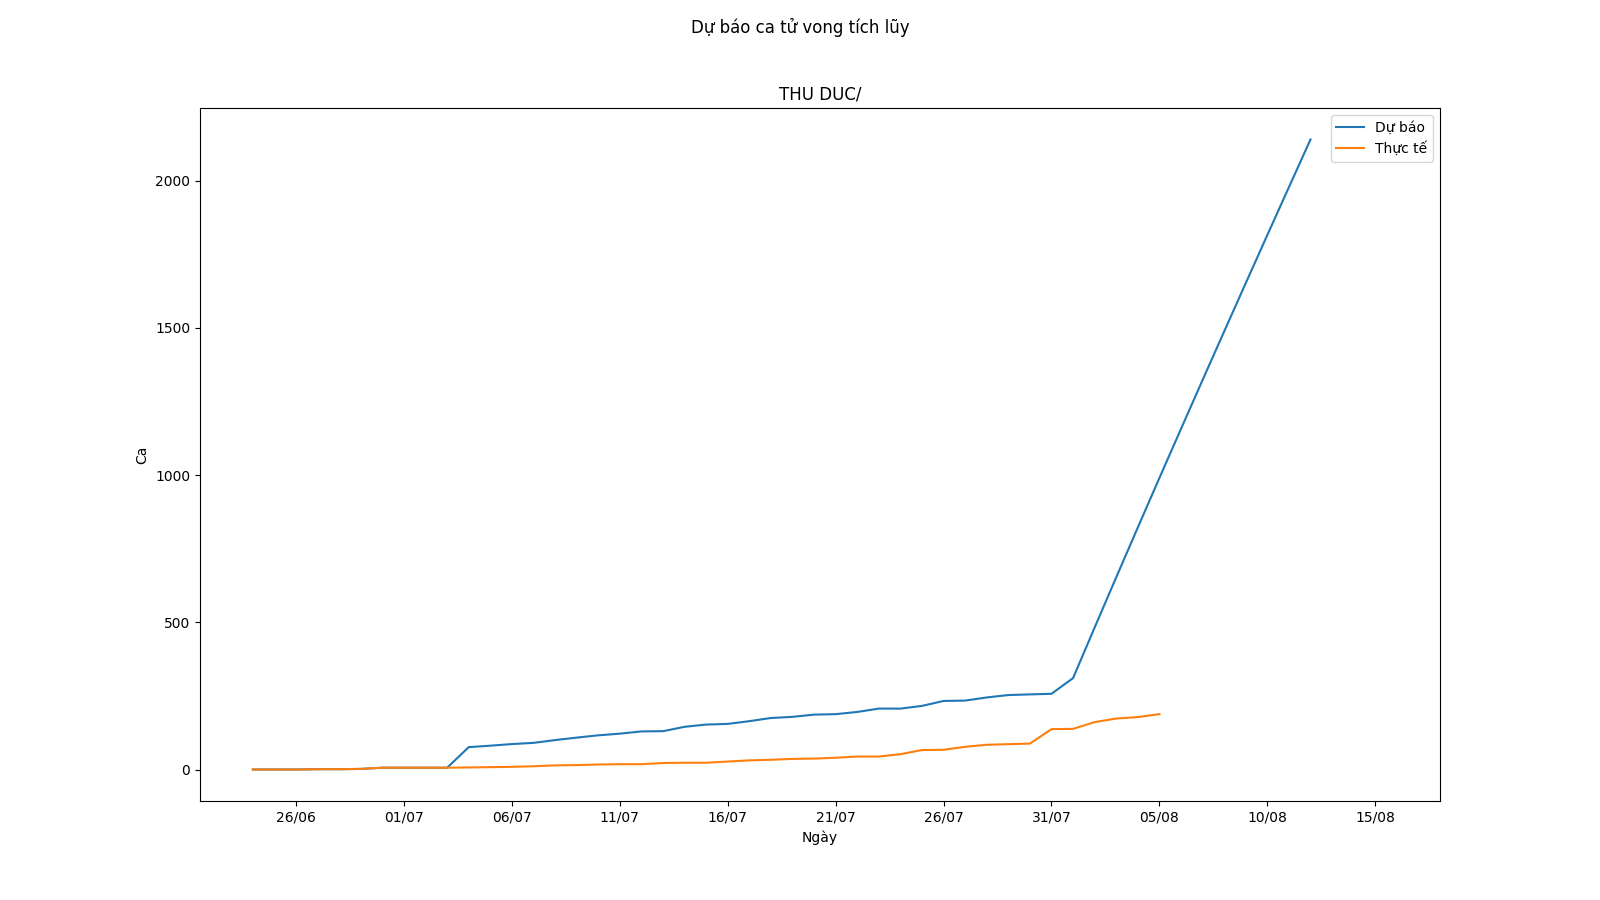 Dự báo ca tử vong tích lũy
THU DUC/
Dự báo
Thực tế
2000
1500
1000
500
0
Ca
26/06
01/07
06/07
11/07
16/07
21/07
26/07
31/07
05/08
10/08
15/08
Ngày